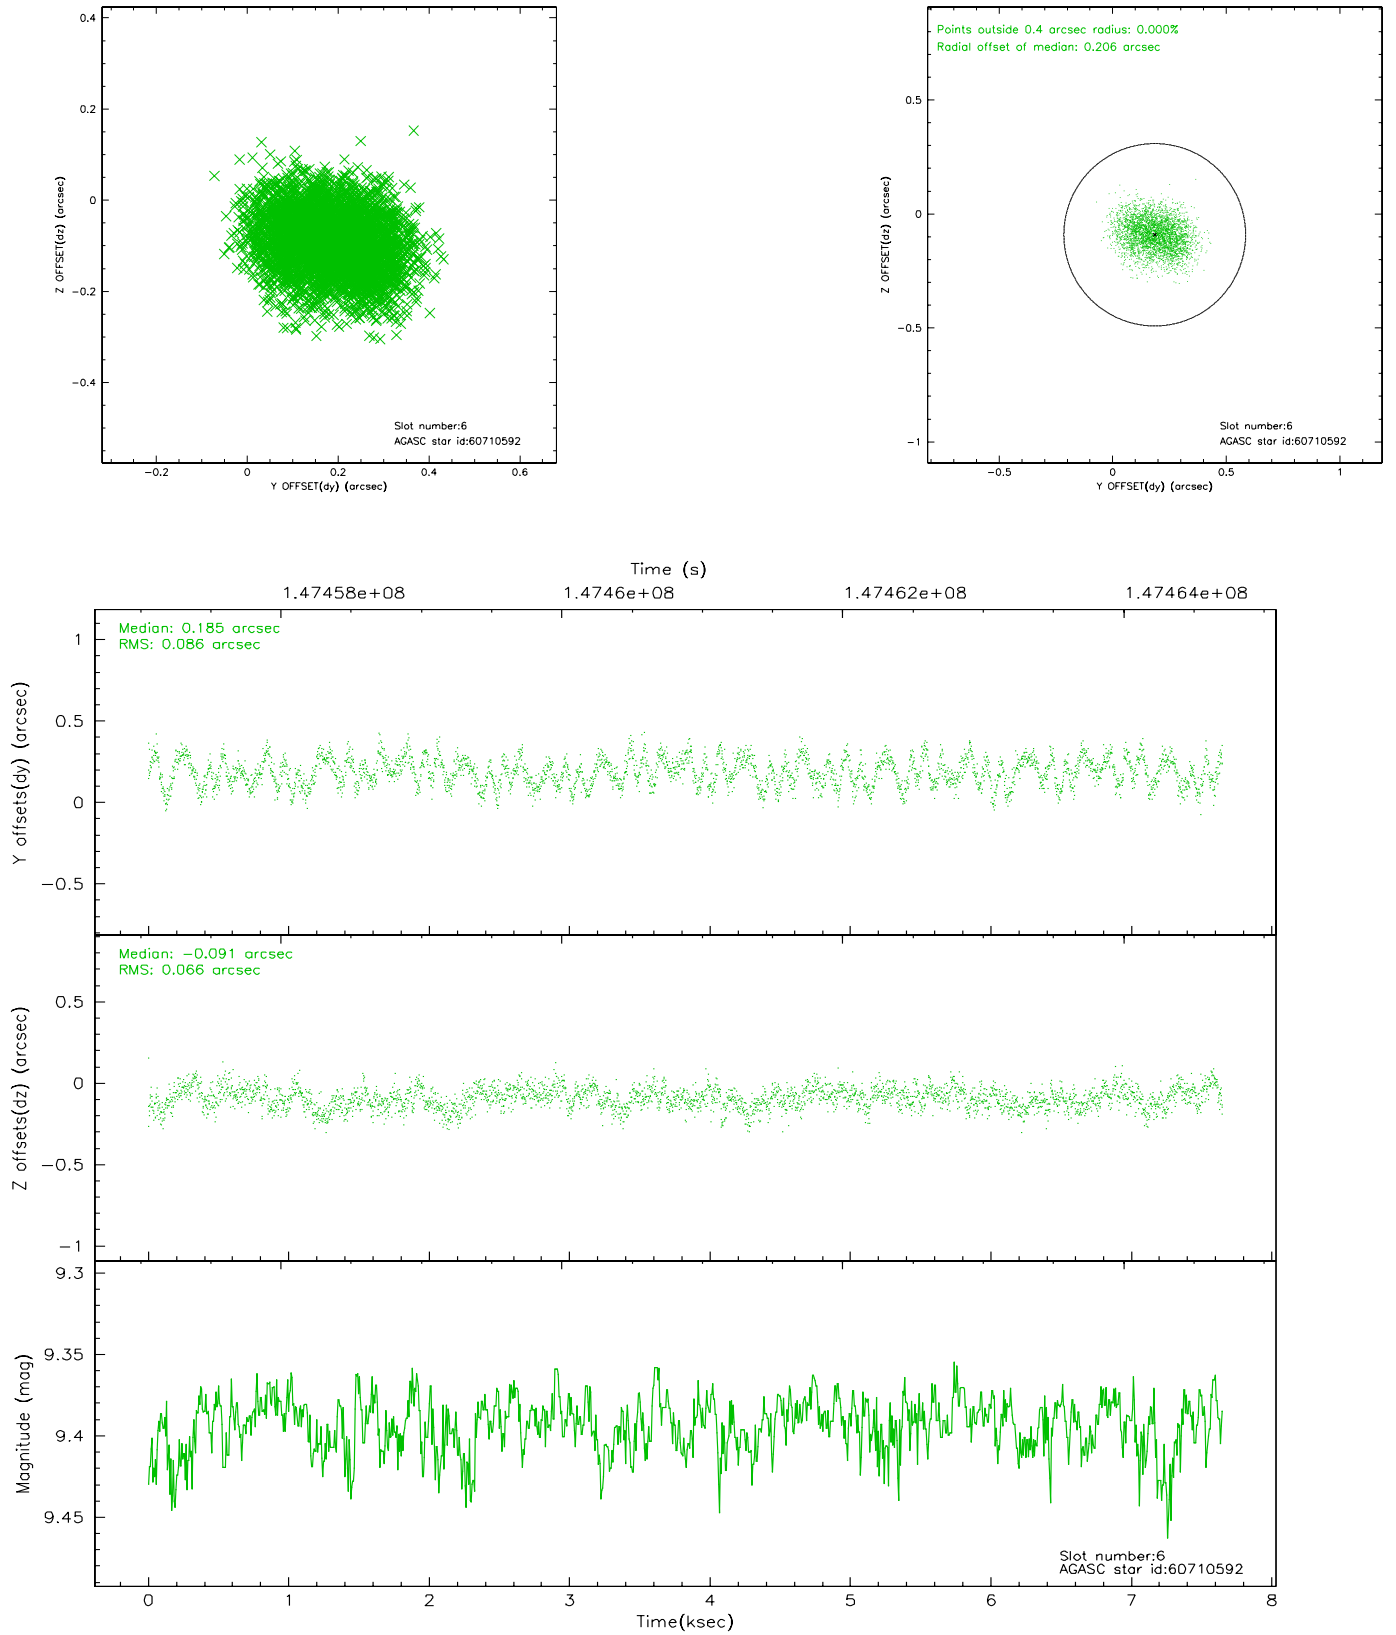 0.4
0.2
0
−0.2
−0.4
Z OFFSET(dz) (arcsec)
Slot number:6
AGASC star id:60710592
−0.2 0 0.2 0.4 0.6
Y OFFSET(dy) (arcsec)
Points outside 0.4 arcsec radius: 0.000%
Radial offset of median: 0.206 arcsec
0.5
0
−0.5
−1
Z OFFSET(dz) (arcsec)
Slot number:6
AGASC star id:60710592
−0.5 0 0.5 1
Y OFFSET(dy) (arcsec)
Time (s)
1.47458e+08 1.4746e+08 1.47462e+08 1.47464e+08
Median: 0.185 arcsec
RMS: 0.086 arcsec
1
0.5
0
−0.5
Y offsets(dy) (arcsec)
Median: −0.091 arcsec
RMS: 0.066 arcsec
0.5
0
−0.5
−1
Z offsets(dz) (arcsec)
9.3
9.35
9.4
9.45
Magnitude (mag)
Slot number:6
AGASC star id:60710592
0 1 2 3 4 5 6 7 8
Time(ksec)